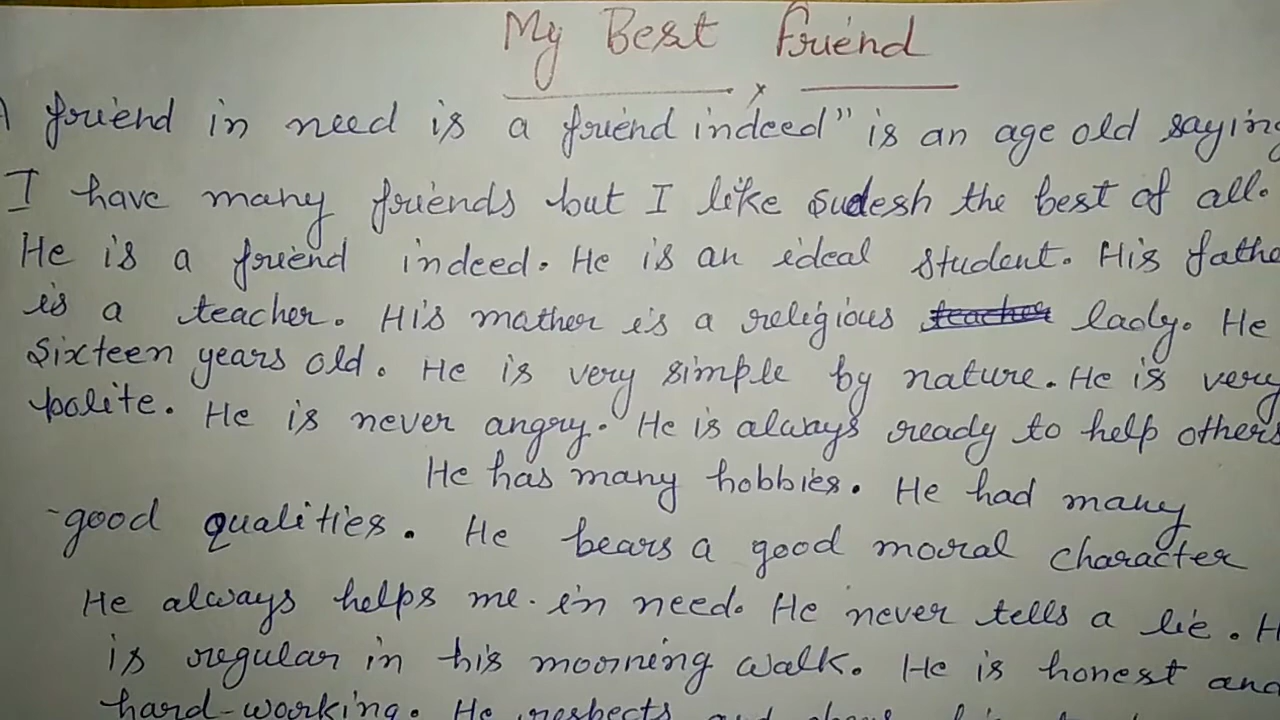 My Best Friend
A friend in need is a friend indeed" is an age old saying
I have many friends but I like Sudesh the best of all.
He is a friend indeed. He is an ideal student. His fathe
is a teacher. His mather is a religious teacher lady. He
Sixteen years old. He is very simple by nature. He is very
polite. He is never angry. He is always ready to help others
He has many hobbies. He had many
good qualities. He bears a good moral character
He always helps me in need. He never tells a lie. H
is regular in his moorning walk. He is honest and
hard-working. He respects and